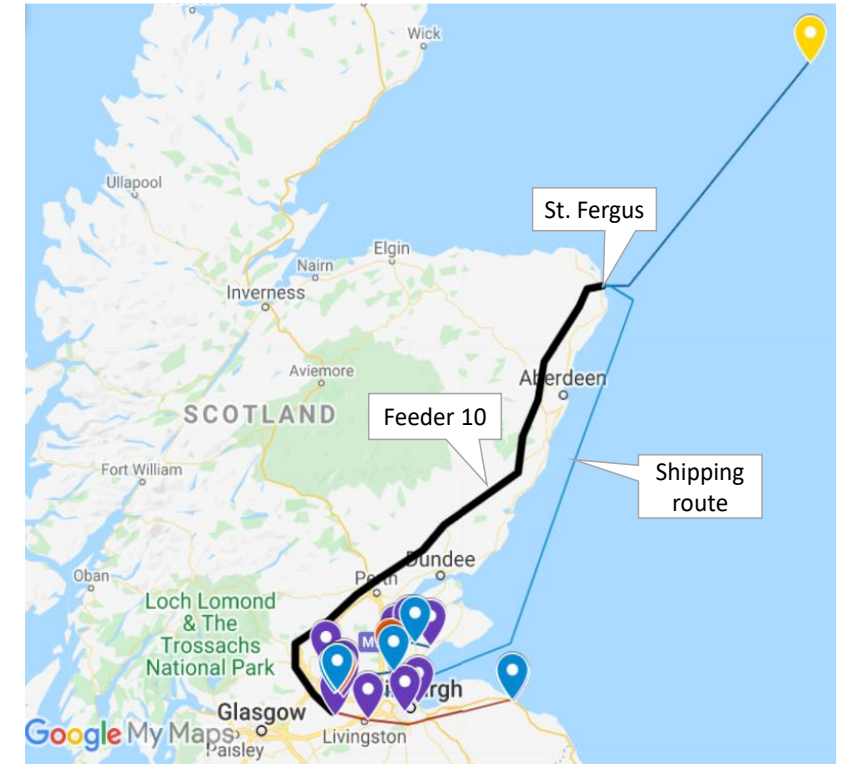 Wick
Ullapool
St. Fergus
Elgin
Nairn
Inverness
Aviemore
Aberdeen
SCOTLAND
Feeder 10
Fort William
Shipping
route
Dundee
Oban
Perth
Loch Lomond
& The
Trossachs
National Park
M
rgh
Glasgow
Livingston
Google My Maps
Paisley